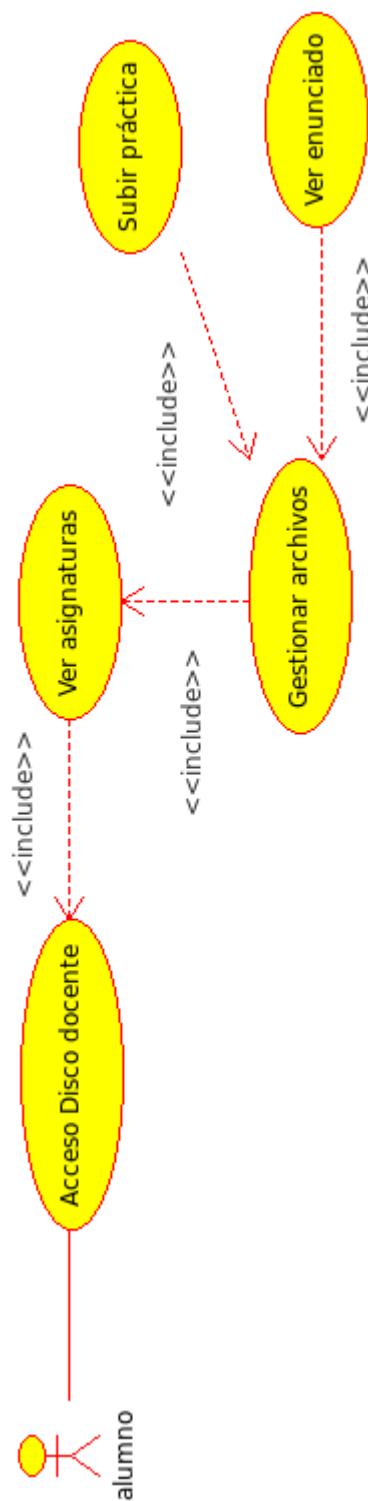 alumno
Acceso Disco docente
<<include>>
Ver asignaturas
<<include>>
Gestionar archivos
<<include>>
<<include>>
Subir práctica
Ver enunciado